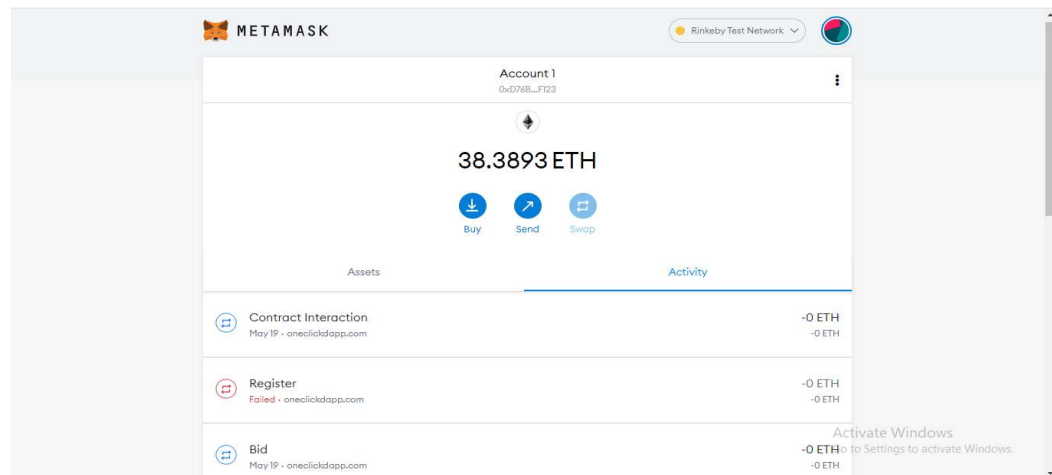 METAMASK
Rinkeby Test Network
Account 1
0xD76B...F123
38.3893 ETH
Buy Send Swap
Assets Activity
Contract Interaction -0 ETH
May 19 · oneclickdapp.com -0 ETH
Register -0 ETH
Failed · oneclickdapp.com -0 ETH
Activate Windows
Bid -0 ETH
Go to Settings to activate Windows.
May 19 · oneclickdapp.com -0 ETH